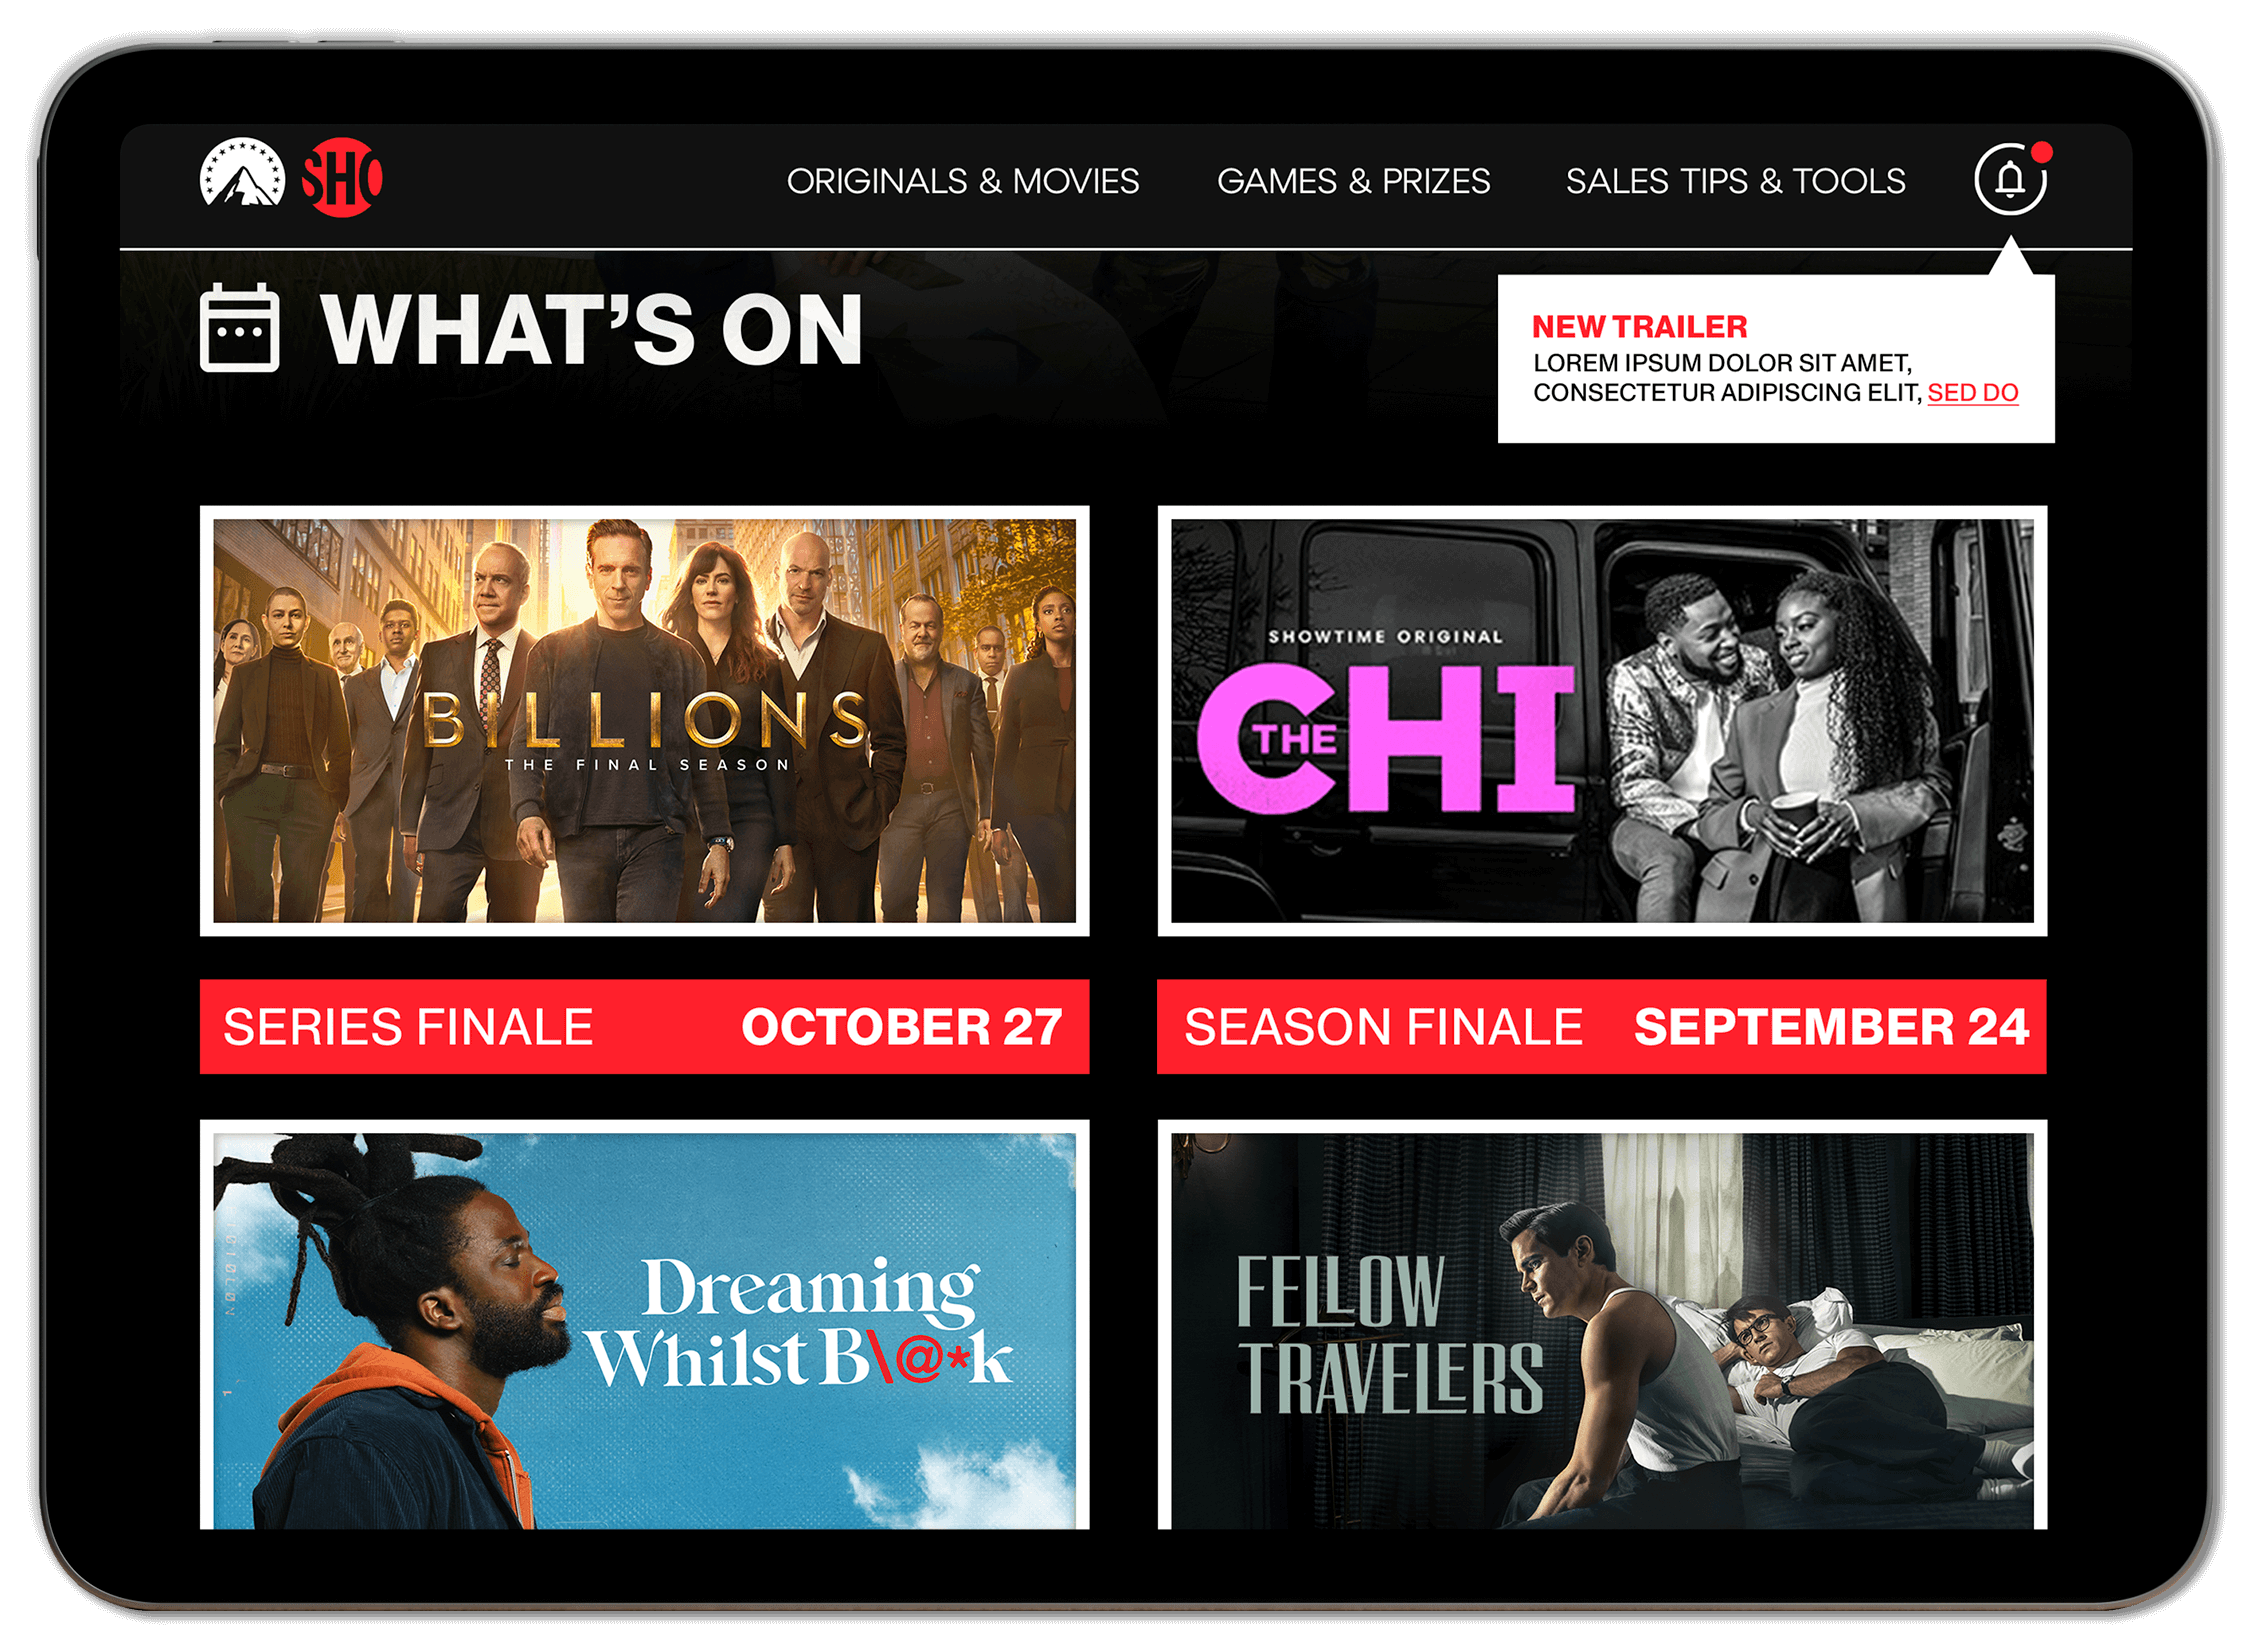 SHO
ORIGINALS & MOVIES
GAMES & PRIZES
SALES TIPS & TOOLS
WHAT’S ON
NEW TRAILER
LOREM IPSUM DOLOR SIT AMET,
CONSECTETUR ADIPISCING ELIT, SED DO
BILLIONS
THE FINAL SEASON
SHOWTIME ORIGINAL
THE CHI
SERIES FINALE OCTOBER 27
SEASON FINALE SEPTEMBER 24
Dreaming
Whilst B\@*k
FELLOW
TRAVELERS